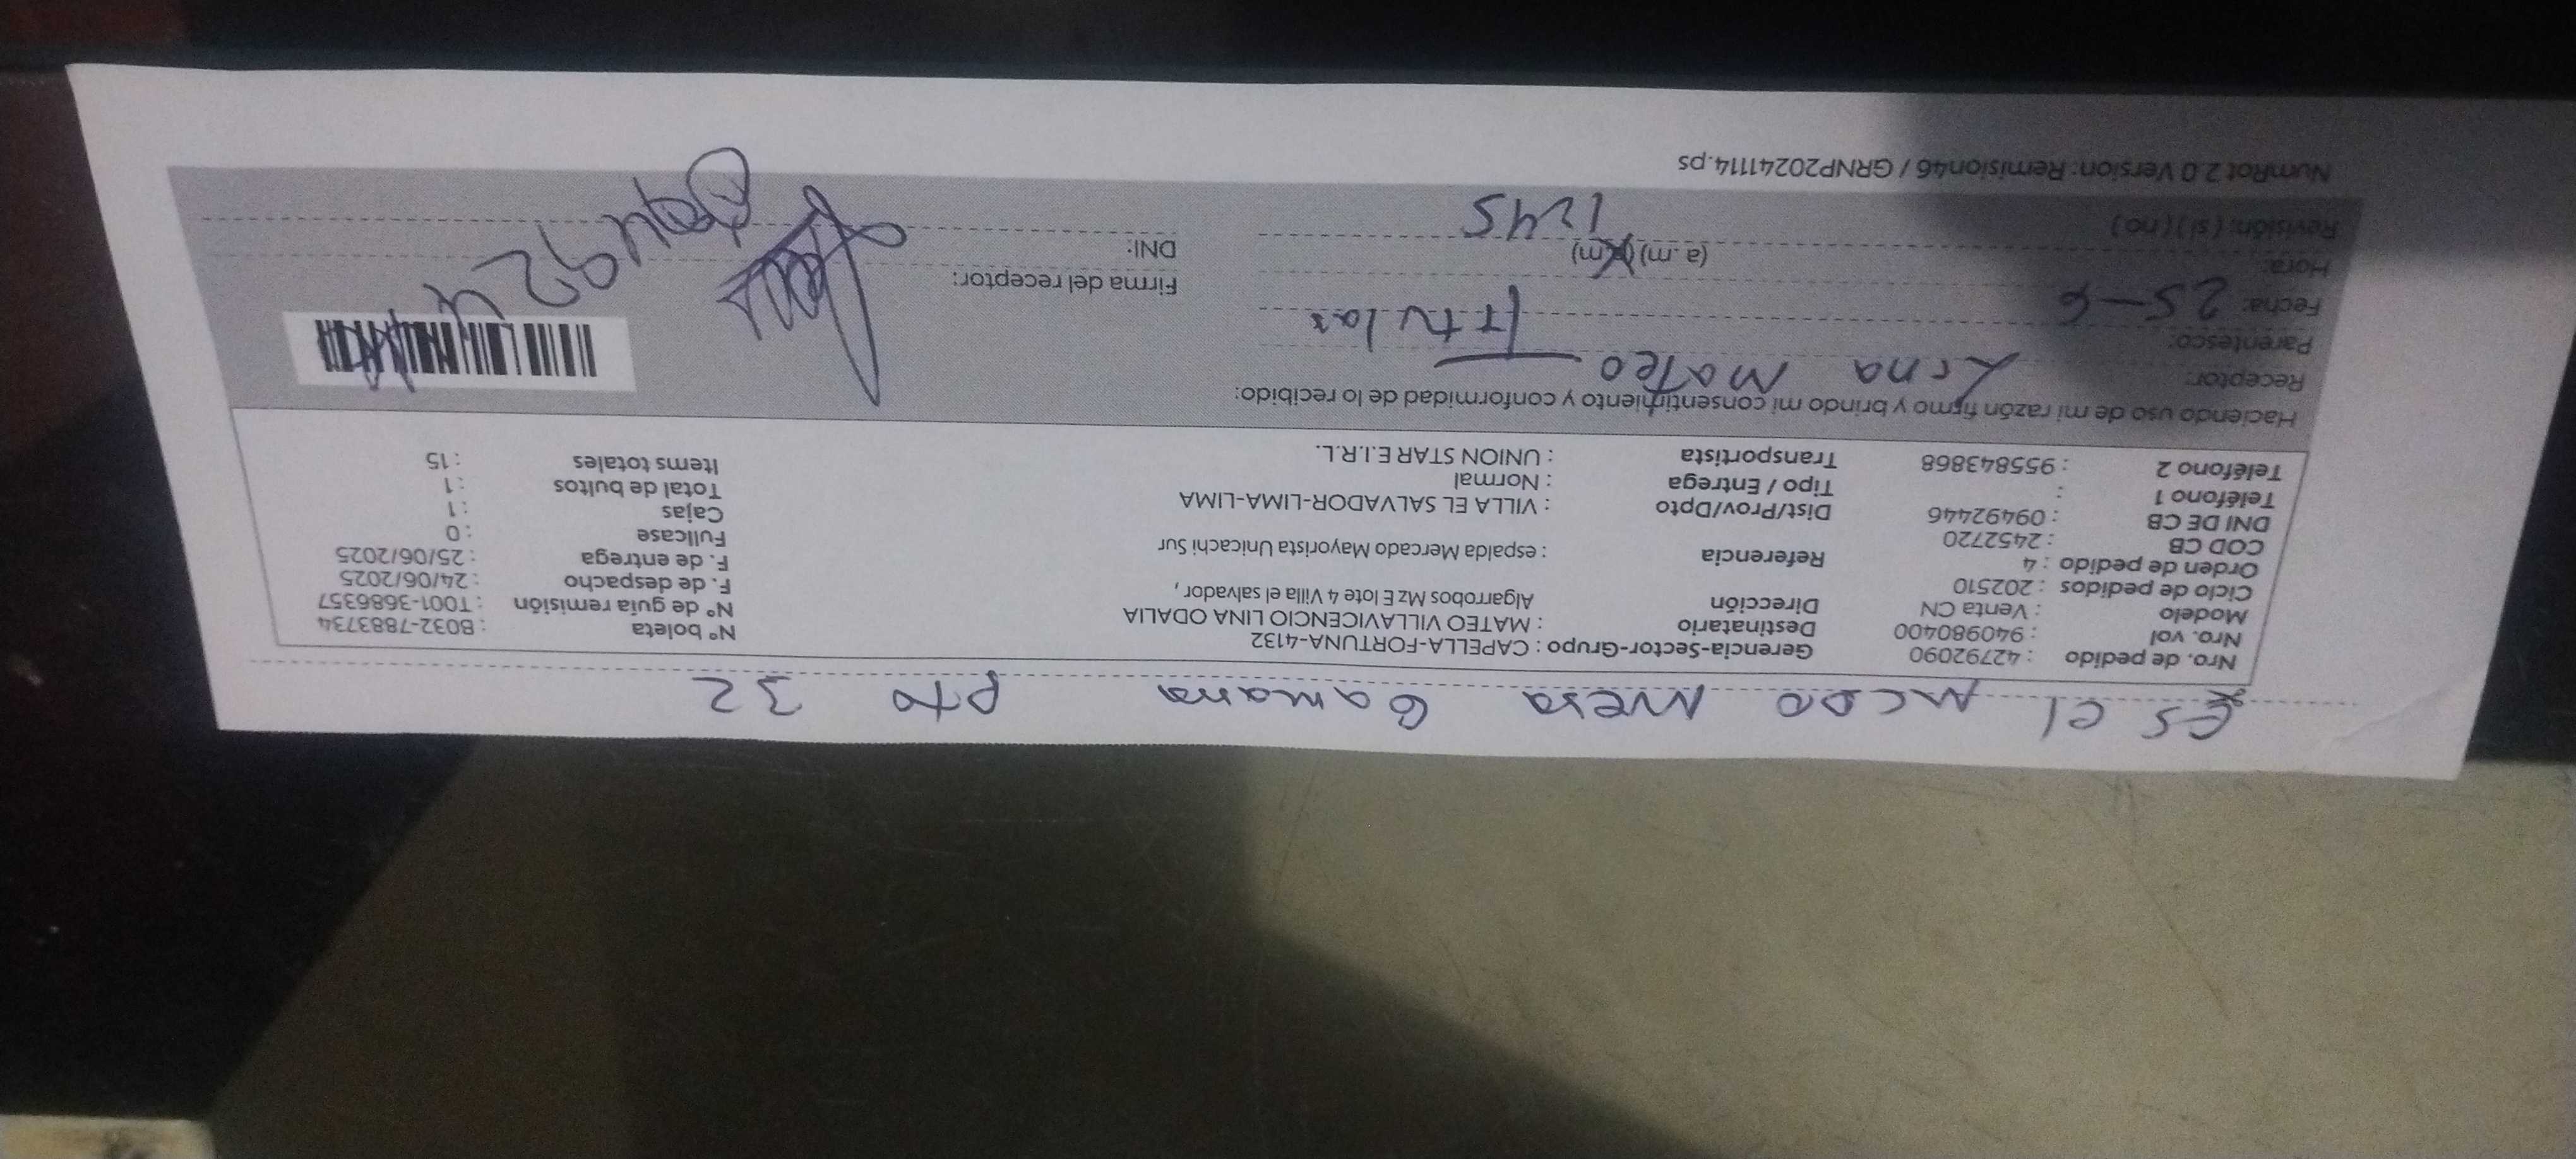 Es el MCDO Nueva Gamarra pto 32
Nro. de pedido : 42792090
Nro. vol : 940980400
Modelo : Venta CN
Ciclo de pedidos : 202510
Orden de pedido : 4
COD CB : 2452720
DNI DE CB : 09492446
Teléfono 1 :
Teléfono 2 : 955843868
Gerencia-Sector-Grupo : CAPELLA-FORTUNA-4132
Destinatario : MATEO VILLAVICENCIO LINA ODALIA
Dirección Algarrobos Mz E lote 4 Villa el salvador ,
Referencia : espalda Mercado Mayorista Unicachi Sur
Dist/Prov/Dpto : VILLA EL SALVADOR-LIMA-LIMA
Tipo / Entrega : Normal
Transportista : UNION STAR E.I.R.L.
N° boleta : B032-7883734
N° de guía remisión : T001-3686357
F. de despacho : 24/06/2025
F. de entrega : 25/06/2025
Fullcase : 0
Cajas : 1
Total de bultos : 1
Items totales : 15
Haciendo uso de mi razón firmo y brindo mi consentimiento y conformidad de lo recibido:
Receptor: Lina Mateo
Parentesco: Titular
Fecha: 25-6
Hora: (a.m) (p.m) 1245
Revisión: ( si ) ( no )
Firma del receptor:
DNI:
NumRot 2.0 Version: Remision46 / GRNP20241114.ps